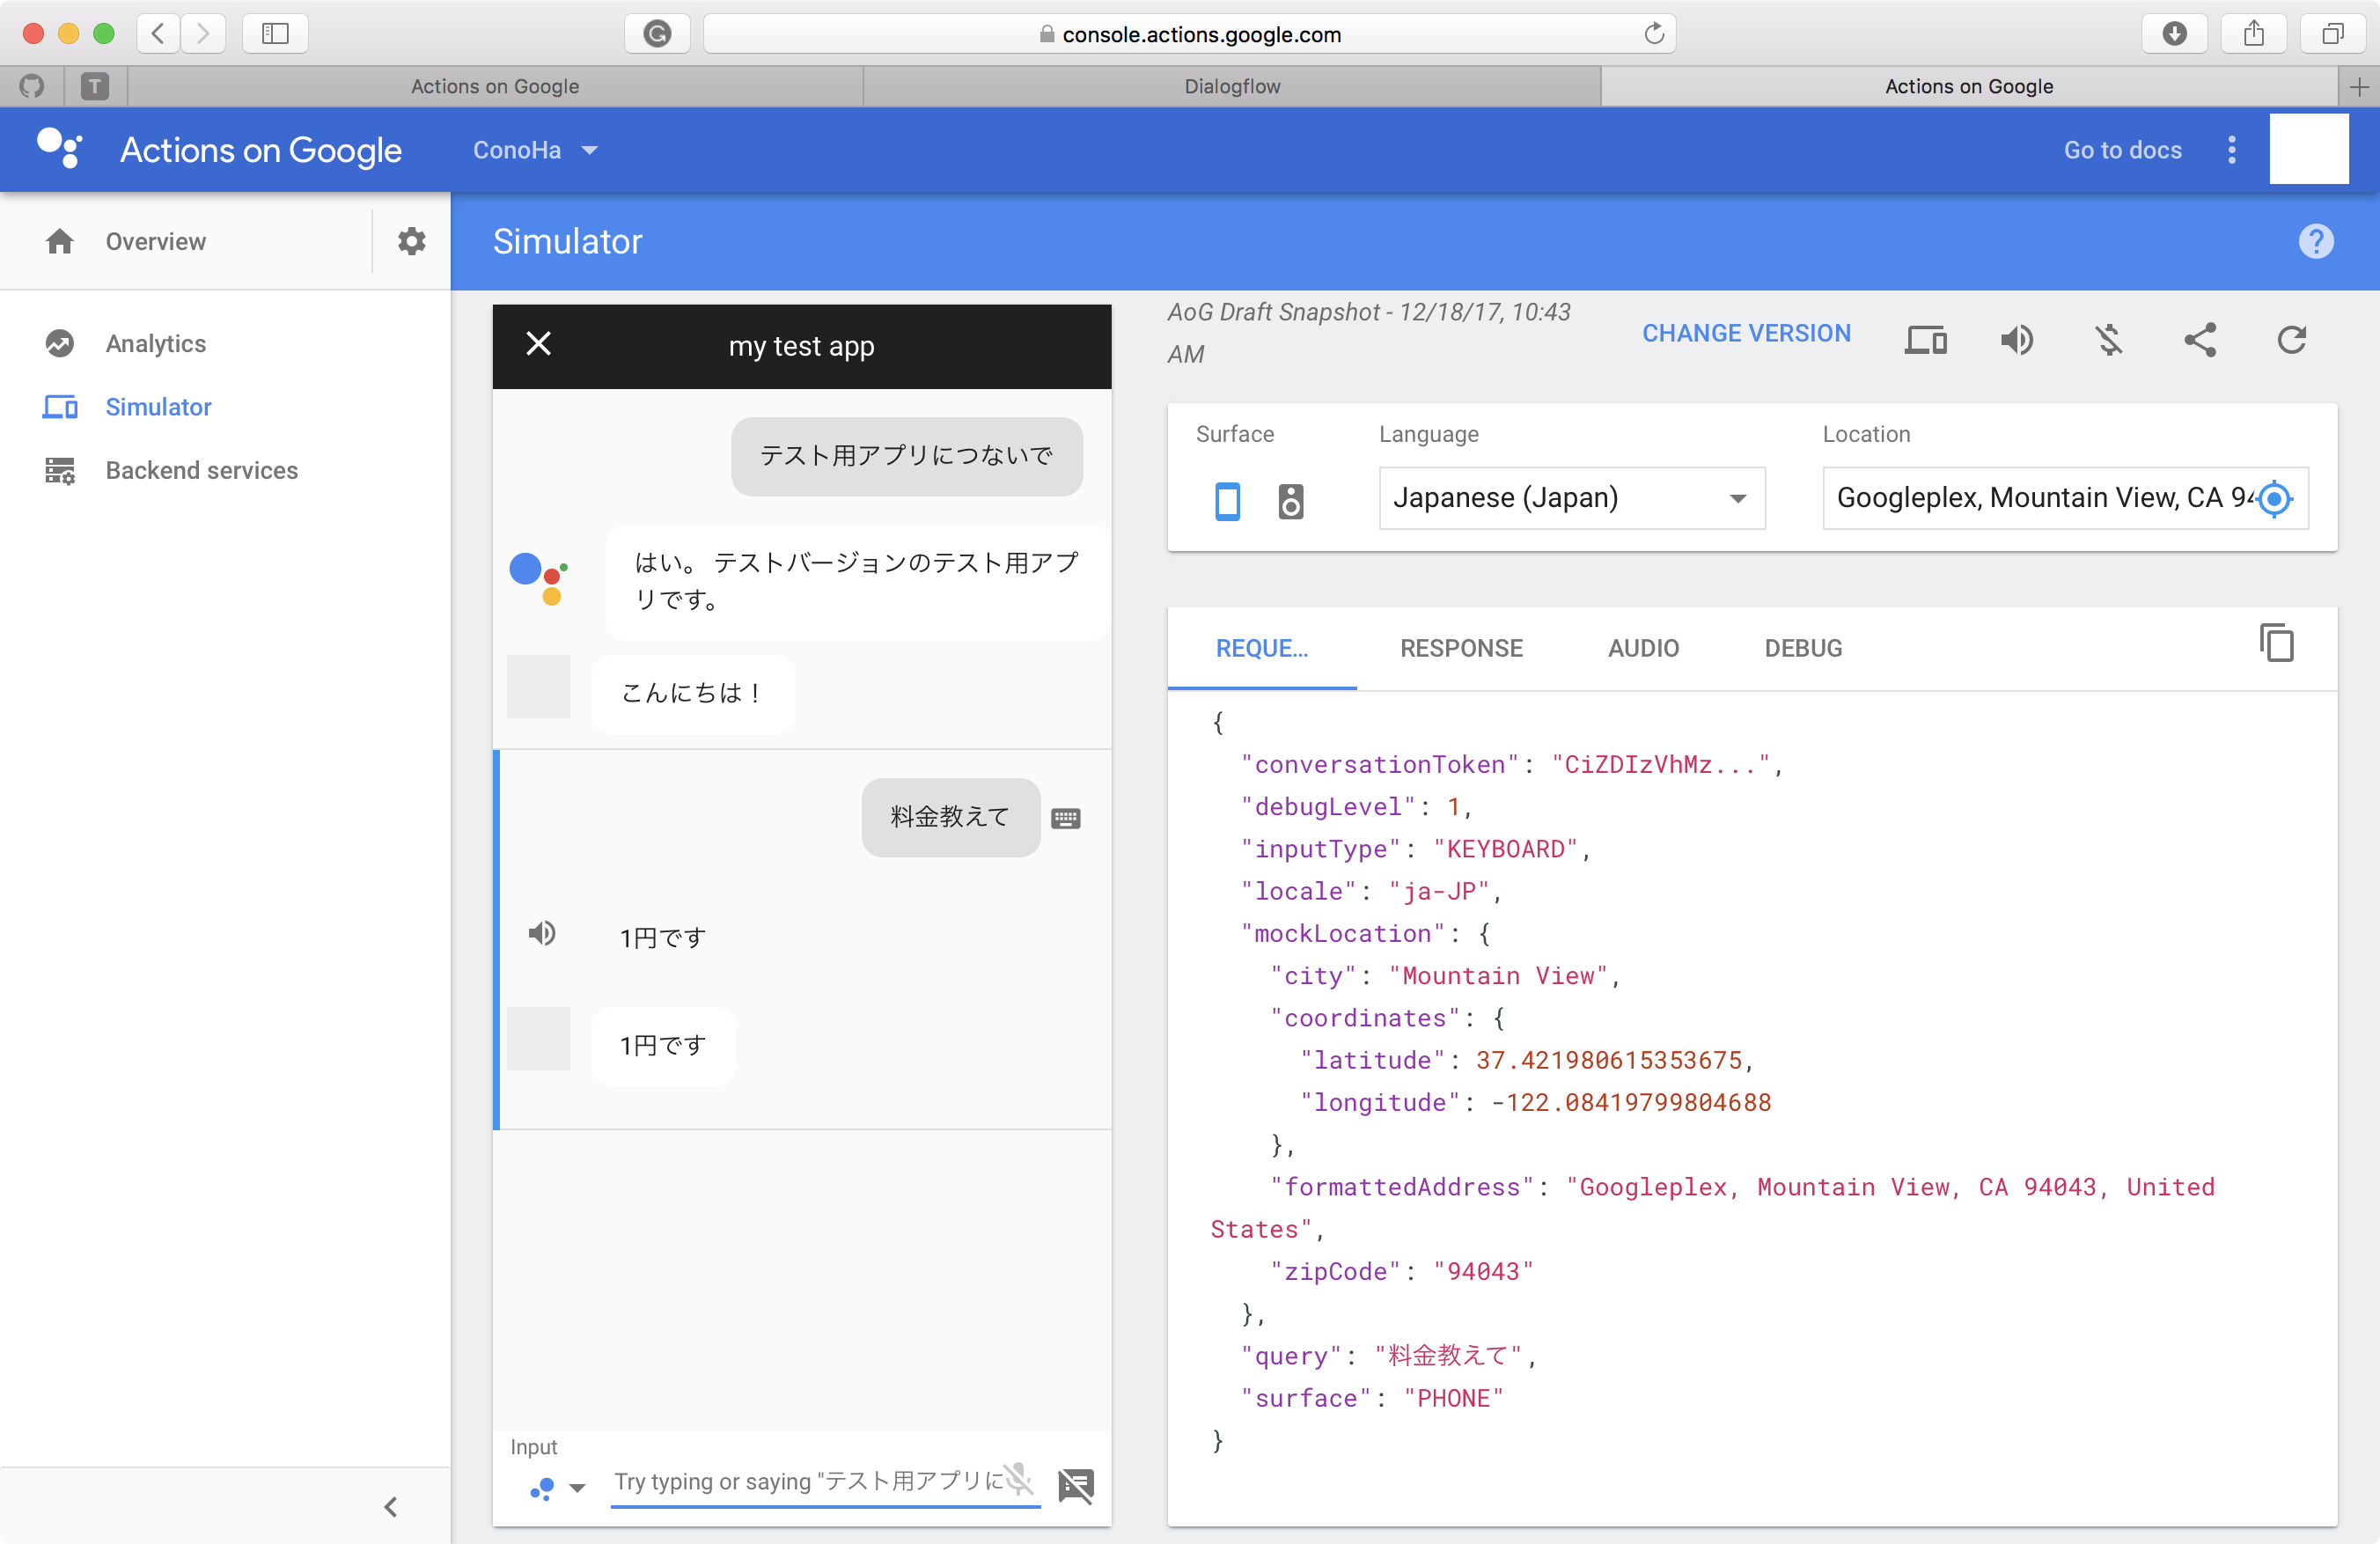 console.actions.google.com
T
Actions on Google
Dialogflow
Actions on Google
Actions on Google
ConoHa
Go to docs
Overview
Simulator
?
Analytics
Simulator
Backend services
my test app
テスト用アプリにつないで
はい。 テストバージョンのテスト用アプ
リです。
こんにちは！
料金教えて
1円です
1円です
Input
Try typing or saying "テスト用アプリに
AoG Draft Snapshot - 12/18/17, 10:43
AM
CHANGE VERSION
Surface
Language
Location
Japanese (Japan)
Googleplex, Mountain View, CA 94
REQUE...
RESPONSE
AUDIO
DEBUG
{
"conversationToken": "CiZDIzVhMz...",
"debugLevel": 1,
"inputType": "KEYBOARD",
"locale": "ja-JP",
"mockLocation": {
"city": "Mountain View",
"coordinates": {
"latitude": 37.421980615353675,
"longitude": -122.08419799804688
},
"formattedAddress": "Googleplex, Mountain View, CA 94043, United
States",
"zipCode": "94043"
},
"query": "料金教えて",
"surface": "PHONE"
}